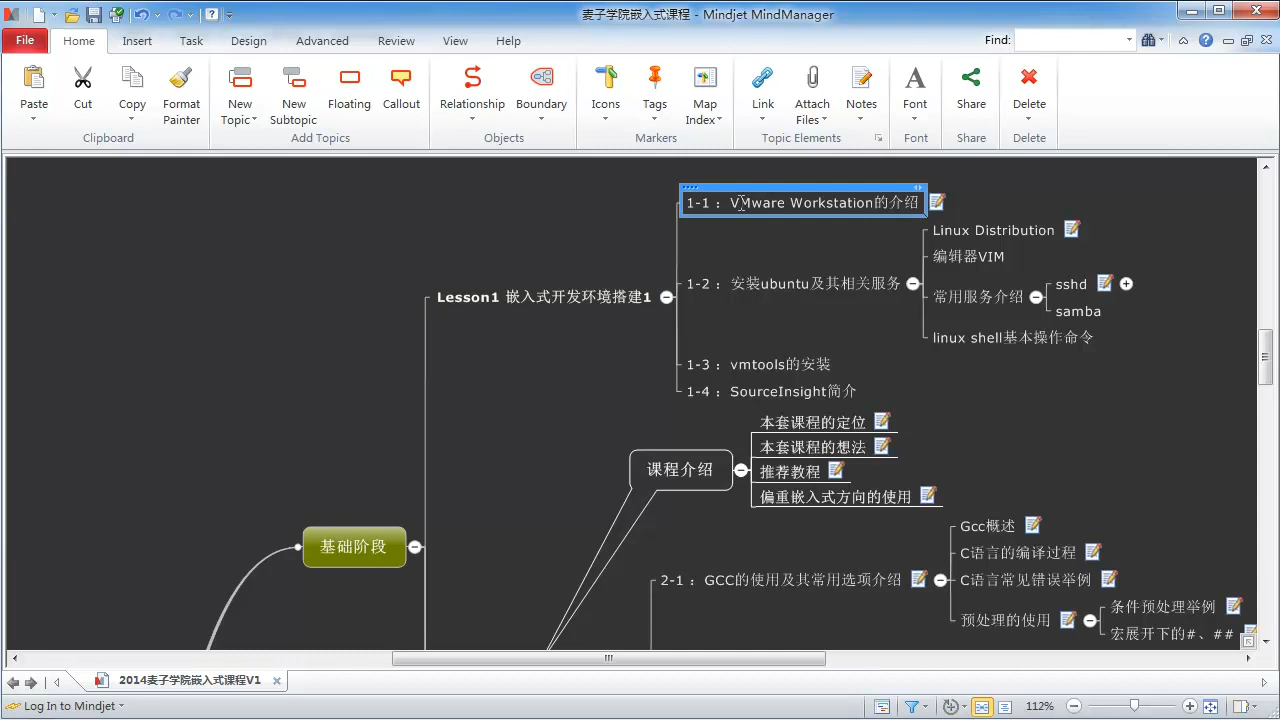 麦子学院嵌入式课程 - Mindjet MindManager
File Home Insert Task Design Advanced Review View Help Find:
Paste Cut Copy Format Painter
Clipboard
New Topic New Subtopic Floating Callout
Add Topics
Relationship Boundary
Objects
Icons Tags Map Index
Markers
Link Attach Files Notes
Topic Elements
Font
Font
Share
Share
Delete
Delete
1-1：VMware Workstation的介绍
Linux Distribution
编辑器VIM
1-2：安装ubuntu及其相关服务
sshd
Lesson1 嵌入式开发环境搭建1
常用服务介绍
samba
linux shell基本操作命令
1-3：vmtools的安装
1-4：SourceInsight简介
本套课程的定位
本套课程的想法
课程介绍
推荐教程
偏重嵌入式方向的使用
Gcc概述
基础阶段
C语言的编译过程
2-1：GCC的使用及其常用选项介绍
C语言常见错误举例
条件预处理举例
预处理的使用
宏展开下的#、##
2014麦子学院嵌入式课程V1
Log In to Mindjet
112%